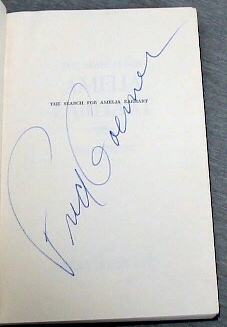 THE SEARCH FOR AMELIA EARHART
Fred Goerner